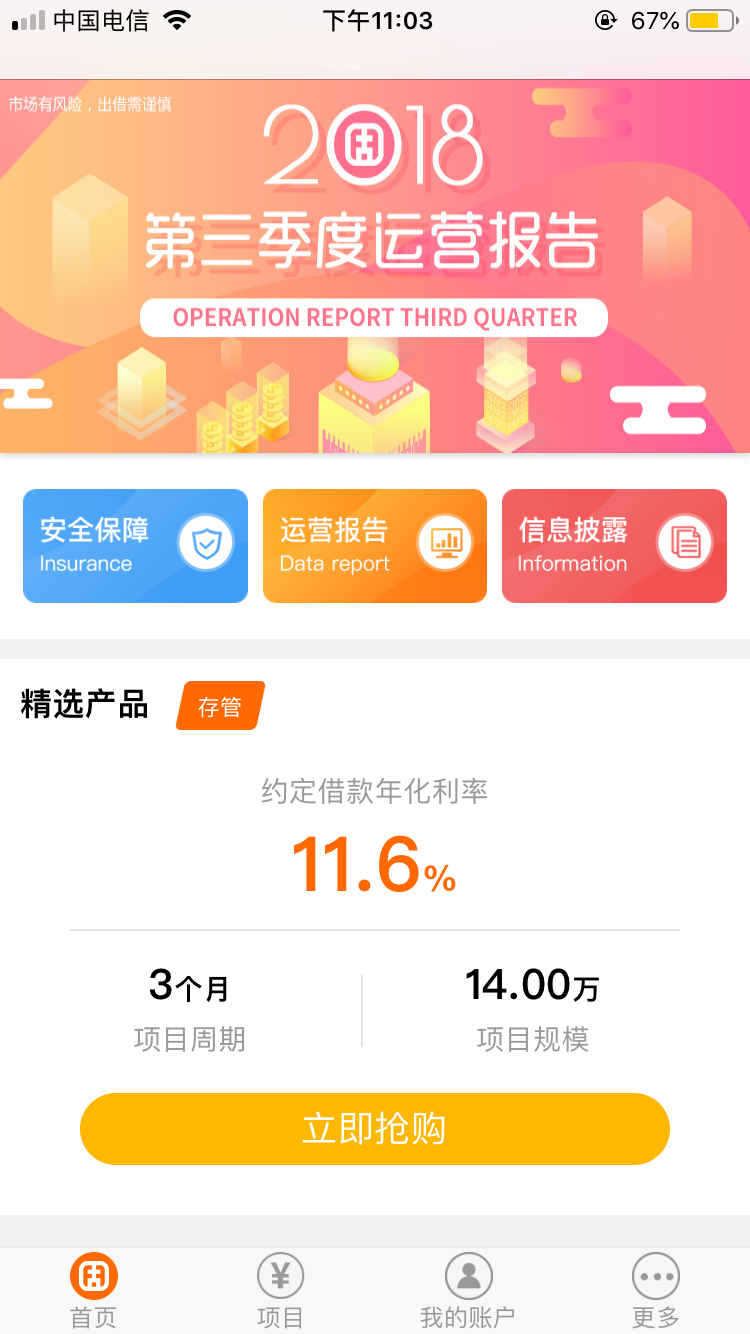 中国电信
下午11:03
67%
市场有风险，出借需谨慎
2018
第三季度运营报告
OPERATION REPORT THIRD QUARTER
安全保障
Insurance
运营报告
Data report
信息披露
Information
精选产品
存管
约定借款年化利率
11.6%
3个月
14.00万
项目周期
项目规模
立即抢购
首页
项目
我的账户
更多